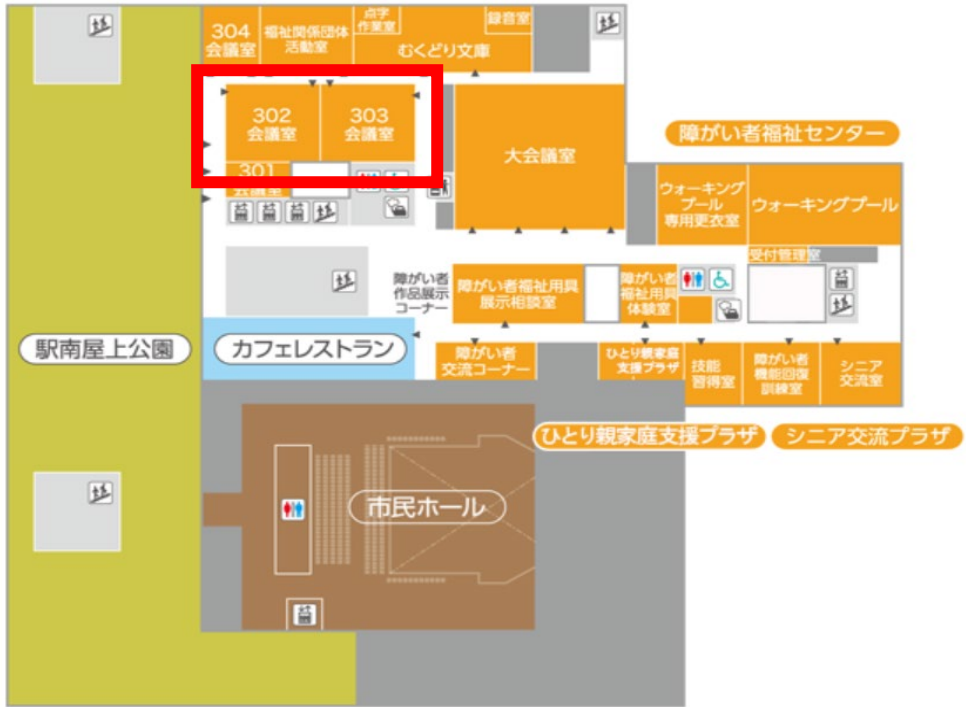 304
会議室
福祉関係団体
活動室
点字
作業室
録音室
むくどり文庫
302
会議室
303
会議室
301
会議室
大会議室
障がい者福祉センター
ウォーキング
プール
専用更衣室
ウォーキングプール
受付管理室
障がい者
作品展示
コーナー
障がい者福祉用具
展示相談室
障がい者
福祉用具
体験室
駅南屋上公園
カフェレストラン
障がい者
交流コーナー
ひとり親家庭
支援プラザ
技能
習得室
障がい者
機能回復
訓練室
シニア
交流室
ひとり親家庭支援プラザ
シニア交流プラザ
市民ホール